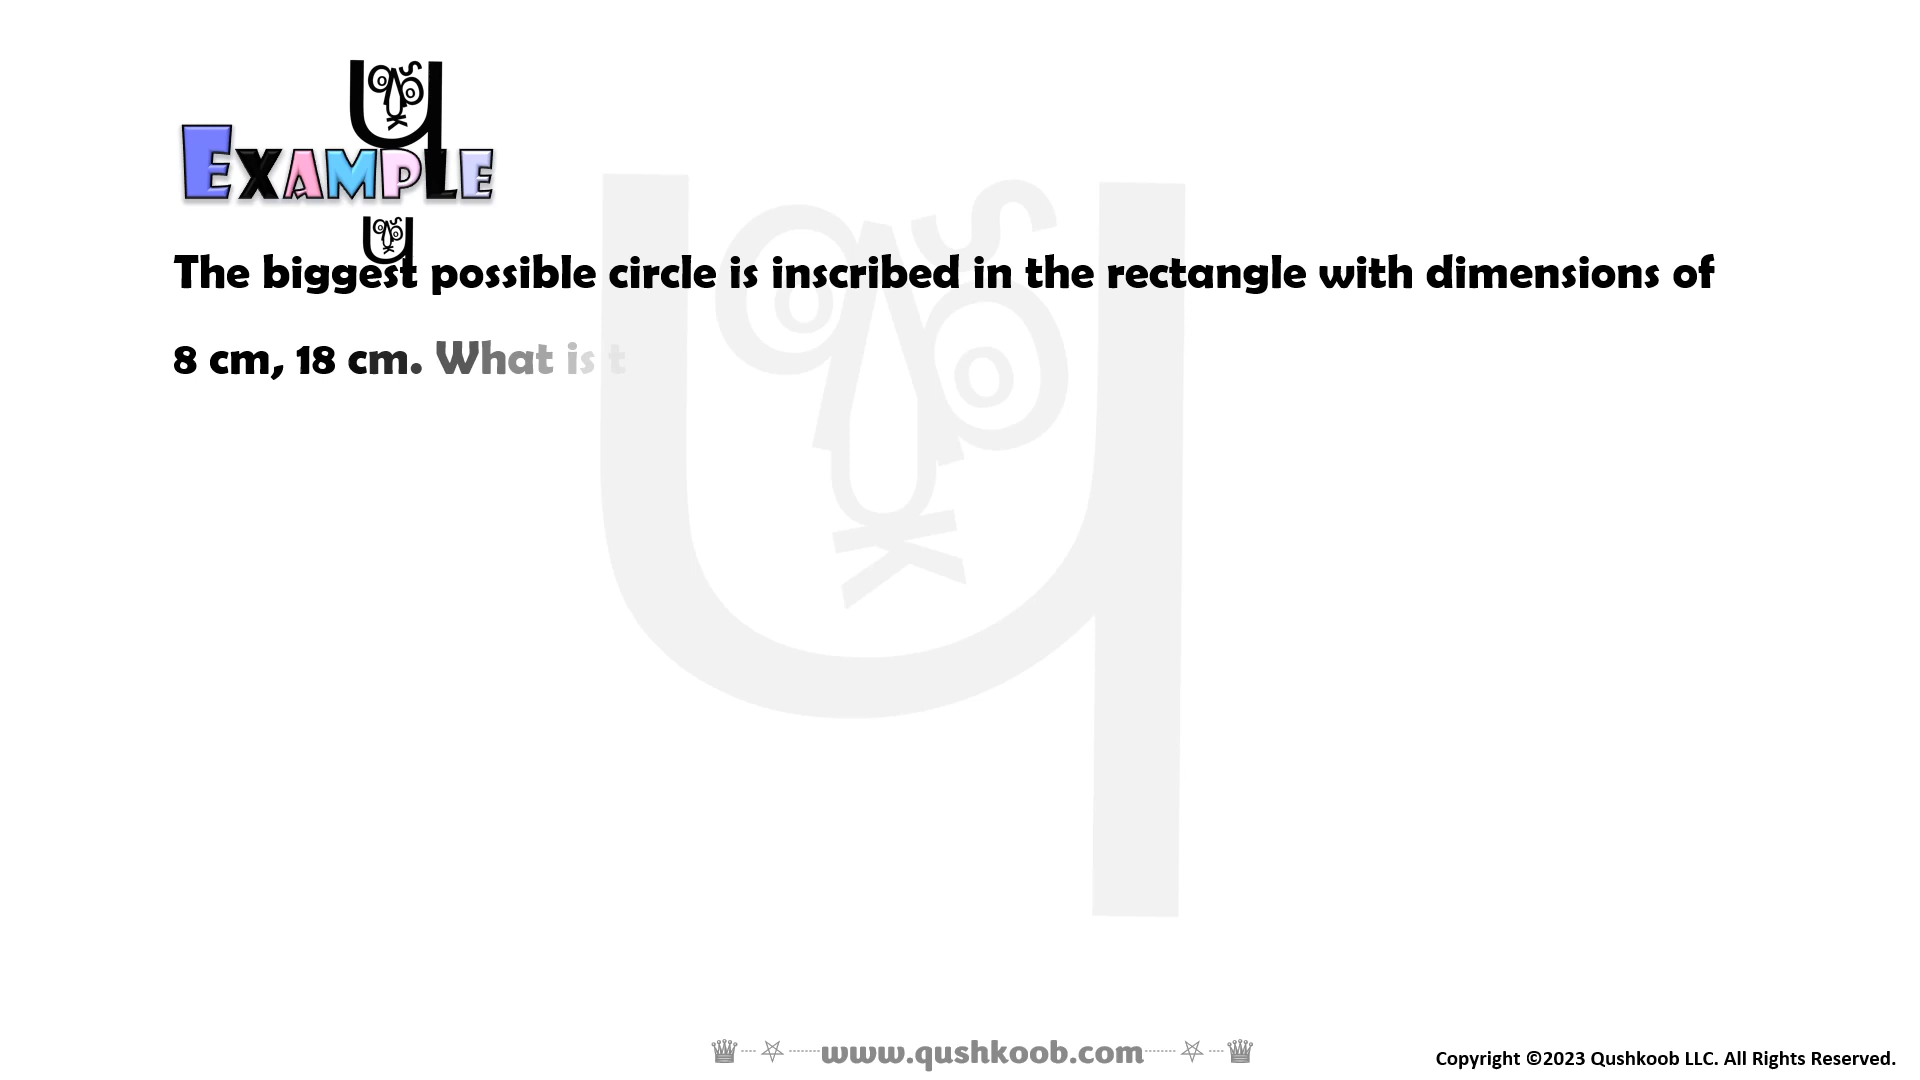 EXAMPLE
The biggest possible circle is inscribed in the rectangle with dimensions of
8 cm, 18 cm. What is t
www.qushkoob.com
Copyright ©2023 Qushkoob LLC. All Rights Reserved.